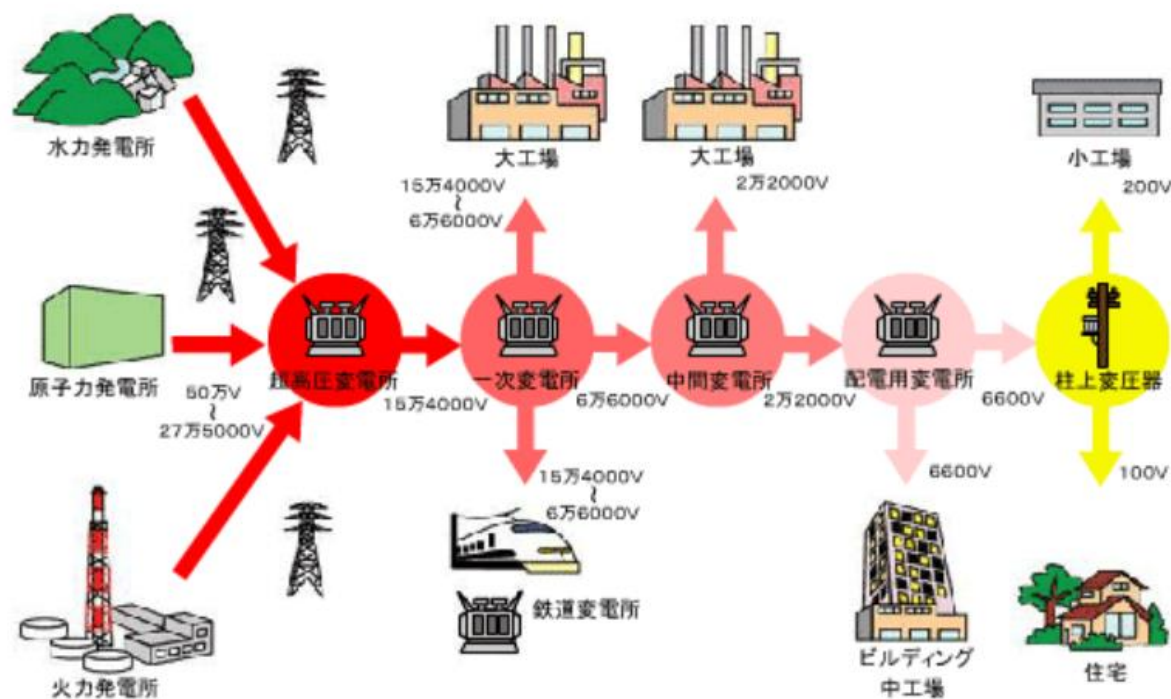 水力発電所
大工場
大工場
小工場
15万4000V
〜
6万6000V
2万2000V
200V
原子力発電所
超高圧変電所
一次変電所
中間変電所
配電用変電所
柱上変圧器
50万V
〜
27万5000V
15万4000V
6万6000V
2万2000V
6600V
15万4000V
〜
6万6000V
6600V
100V
鉄道変電所
火力発電所
ビルディング
中工場
住宅